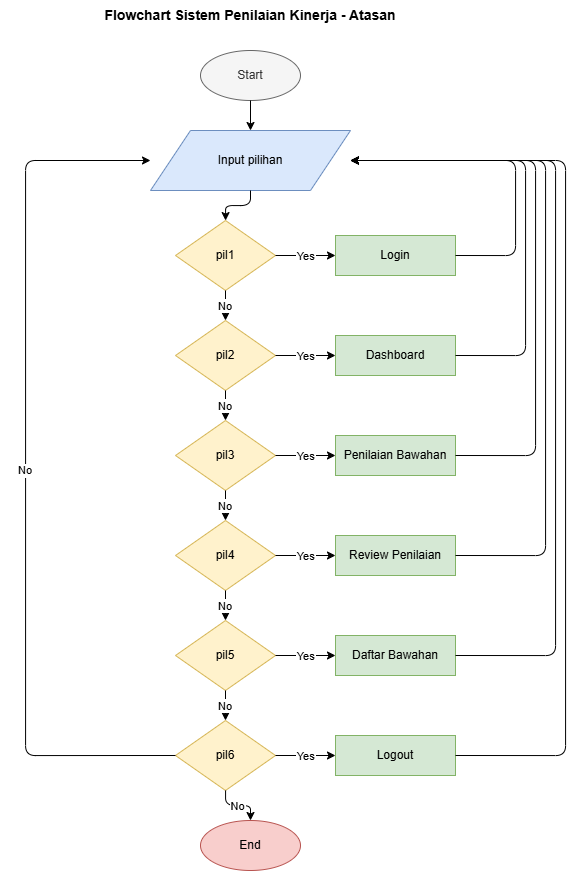 Flowchart Sistem Penilaian Kinerja - Atasan
Start
Input pilihan
pil1
Yes
Login
No
pil2
Yes
Dashboard
No
pil3
Yes
Penilaian Bawahan
No
No
pil4
Yes
Review Penilaian
No
pil5
Yes
Daftar Bawahan
No
pil6
Yes
Logout
No
End